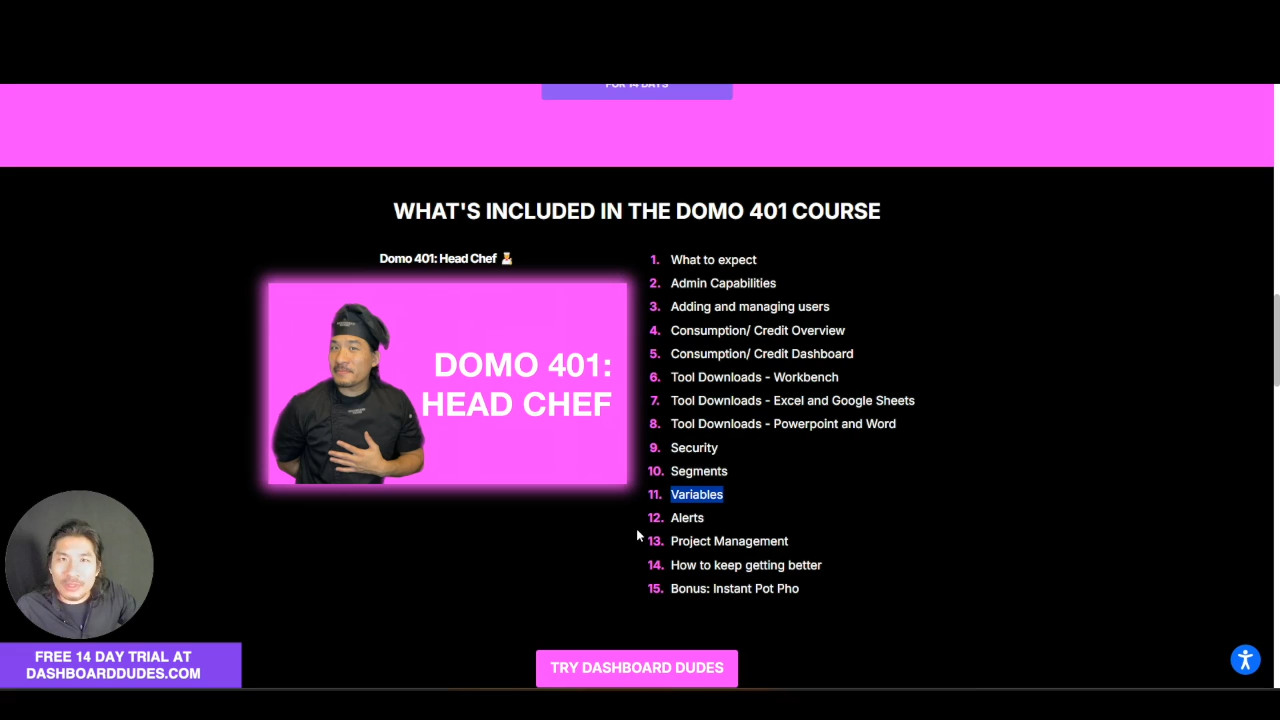 FOR 14 DAYS
WHAT'S INCLUDED IN THE DOMO 401 COURSE
Domo 401: Head Chef
DOMO 401:
HEAD CHEF
1. What to expect
2. Admin Capabilities
3. Adding and managing users
4. Consumption/ Credit Overview
5. Consumption/ Credit Dashboard
6. Tool Downloads - Workbench
7. Tool Downloads - Excel and Google Sheets
8. Tool Downloads - Powerpoint and Word
9. Security
10. Segments
11. Variables
12. Alerts
13. Project Management
14. How to keep getting better
15. Bonus: Instant Pot Pho
FREE 14 DAY TRIAL AT
DASHBOARDDUDES.COM
TRY DASHBOARD DUDES